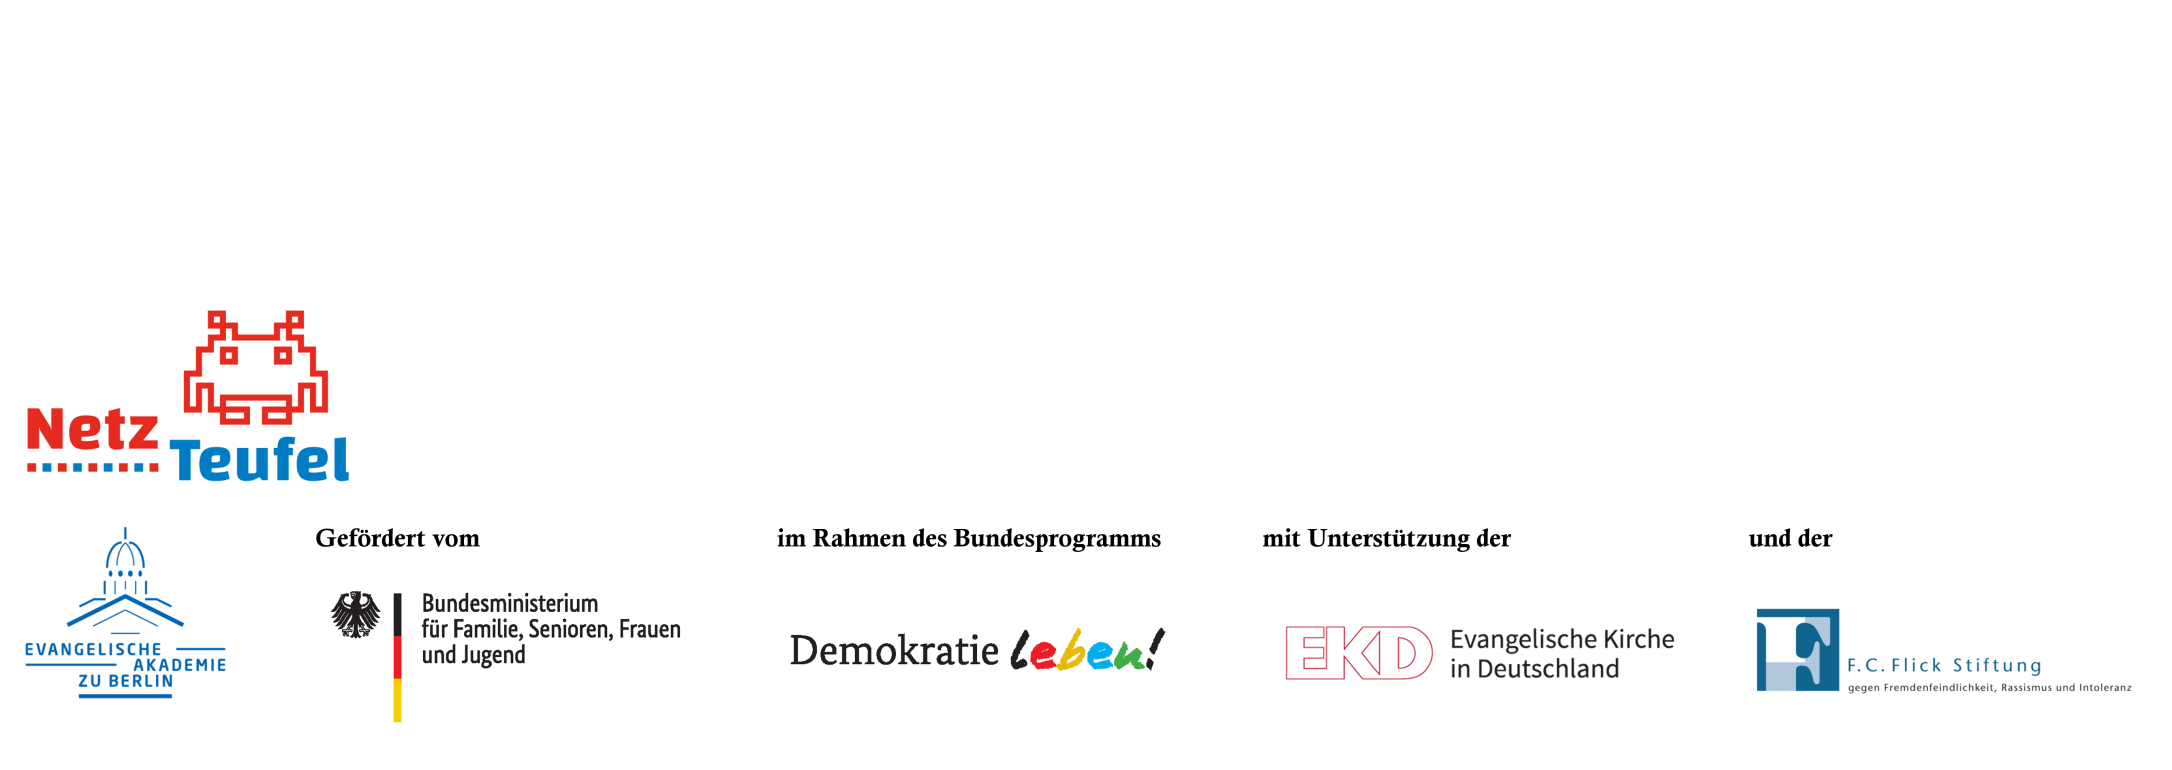 Netz
Teufel
EVANGELISCHE
AKADEMIE
ZU BERLIN
Gefördert vom
Bundesministerium
für Familie, Senioren, Frauen
und Jugend
im Rahmen des Bundesprogramms
Demokratie leben!
mit Unterstützung der
EKD
Evangelische Kirche
in Deutschland
und der
F
F.C. Flick Stiftung
gegen Fremdenfeindlichkeit, Rassismus und Intoleranz